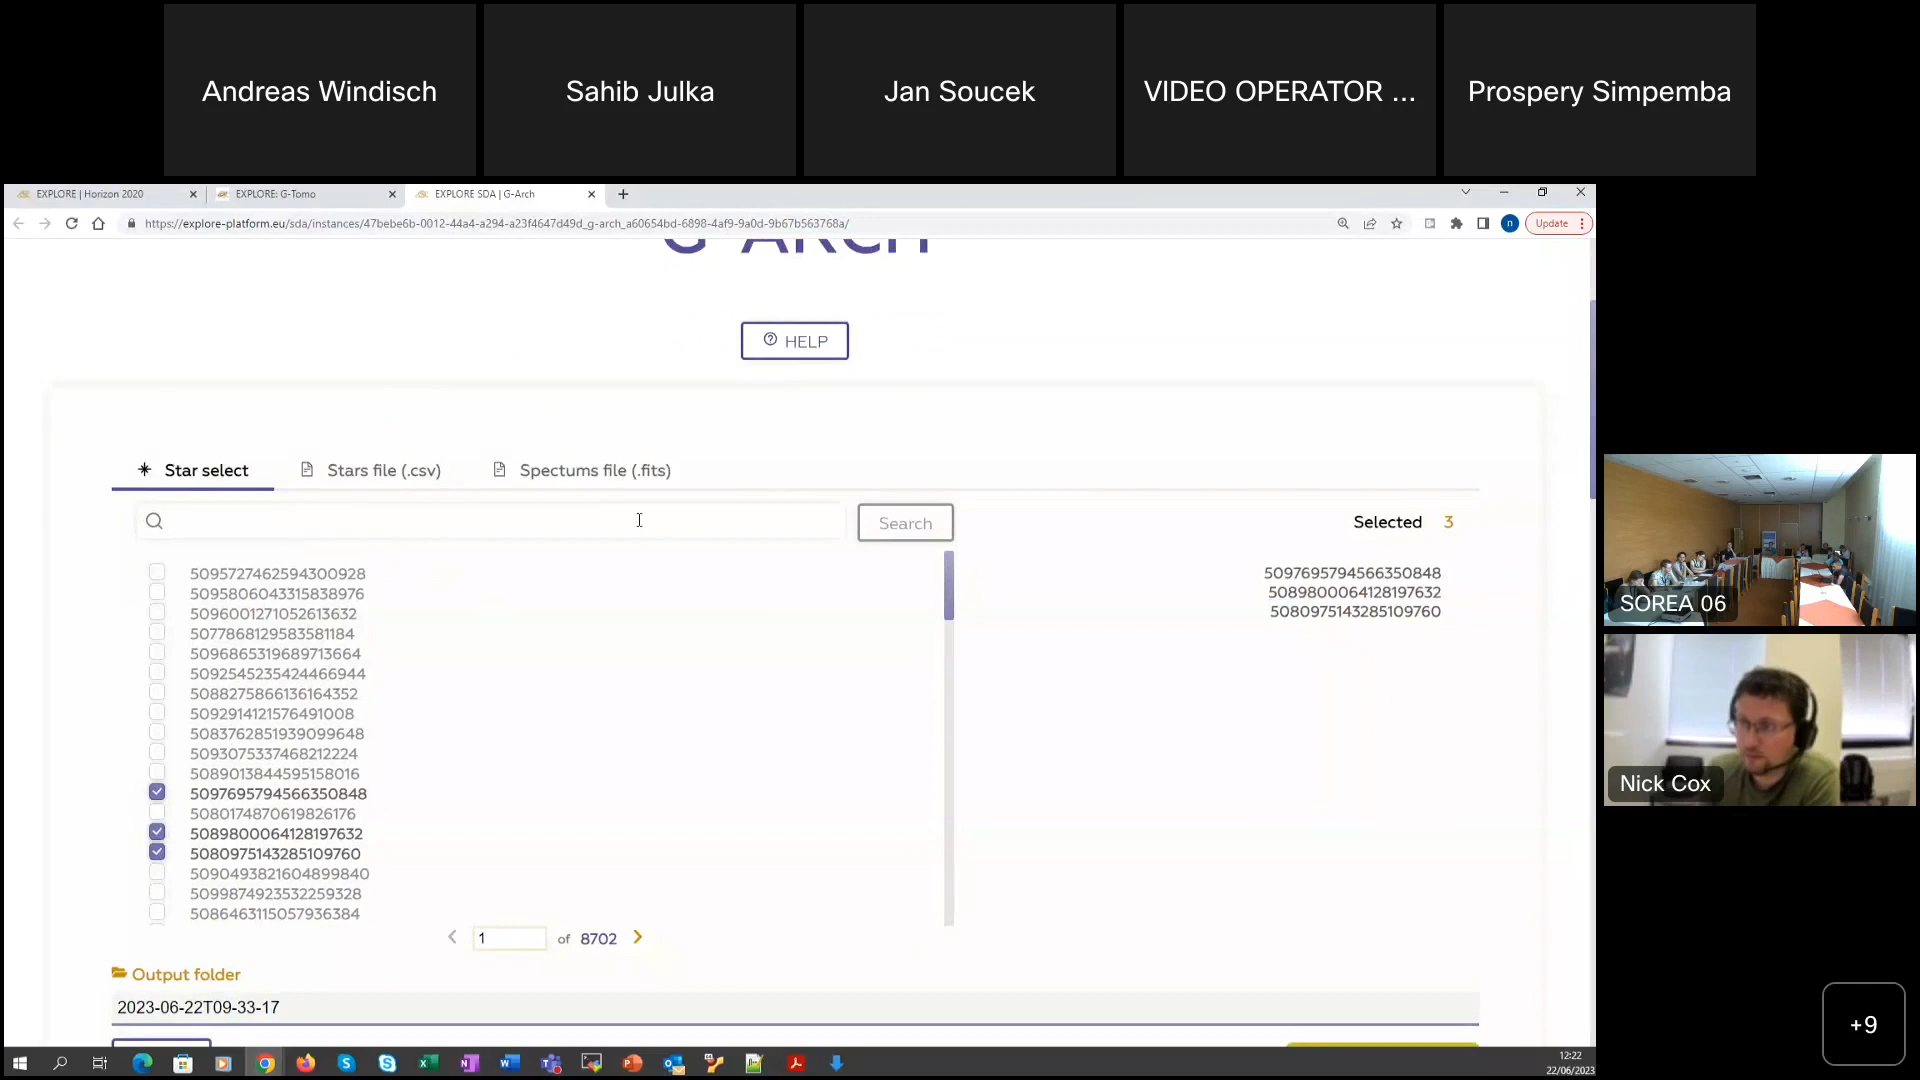 Andreas Windisch
Sahib Julka
Jan Soucek
VIDEO OPERATOR ...
Prospery Simpemba
EXPLORE | Horizon 2020
EXPLORE: G-Tomo
EXPLORE SDA | G-Arch
https://explore-platform.eu/sda/instances/47bebe6b-0012-44a4-a294-a23f4647d49d_g-arch_a60654bd-6898-4af9-9a0d-9b67b563768a/
n
Update
G-ARCH
HELP
Star select
Stars file (.csv)
Spectums file (.fits)
Search
Selected 3
5095727462594300928
5095806043315838976
5096001271052613632
5077868129583581184
5096865319689713664
5092545235424466944
5088275866136164352
5092914121576491008
5083762851939099648
5093075337468212224
5089013844595158016
5097695794566350848
5080174870619826176
5089800064128197632
5080975143285109760
5090493821604899840
5099874923532259328
5086463115057936384
5097695794566350848
5089800064128197632
5080975143285109760
1 of 8702
Output folder
2023-06-22T09-33-17
SOREA 06
Nick Cox
+9
12:22
22/06/2023